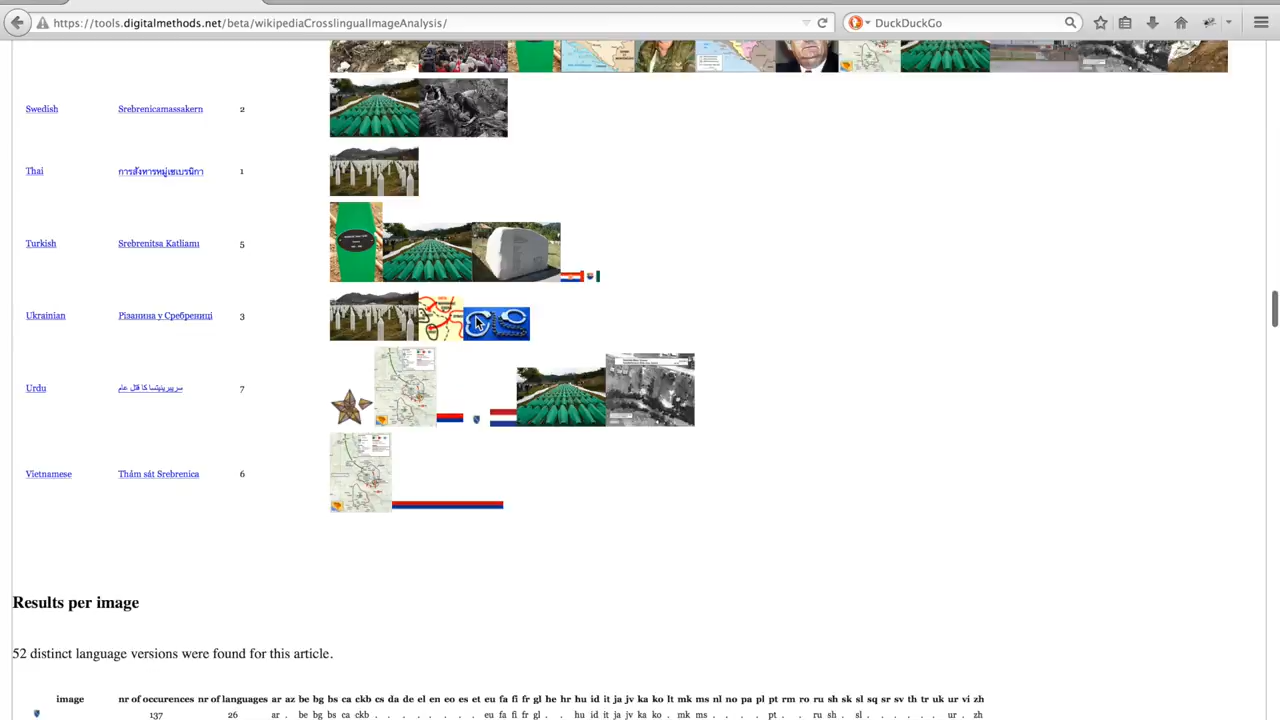 https://tools.digitalmethods.net/beta/wikipediaCrosslingualImageAnalysis/
DuckDuckGo
Swedish Srebrenicamassakern 2
Thai การสังหารหมู่เซเบรนิกา 1
Turkish Srebrenitsa Katliamı 5
Ukrainian Різанина у Сребрениці 3
Urdu سریبرینیتسا کا قتل عام 7
Vietnamese Thảm sát Srebrenica 6
Results per image
52 distinct language versions were found for this article.
image nr of occurences nr of languages ar az be bg bs ca ckb cs da de el en eo es et eu fa fi fr gl he hr hu id it ja jv ka ko lt mk ms nl no pa pl pt rm ro ru sh sk sl sq sr sv th tr uk ur vi zh
137 26 ar . be bg bs ca ckb . . . . . . . . eu fa fi fr . . . hu id it ja jv ka ko . mk ms . . . . pt . . ru sh . . . . . . . . ur . zh